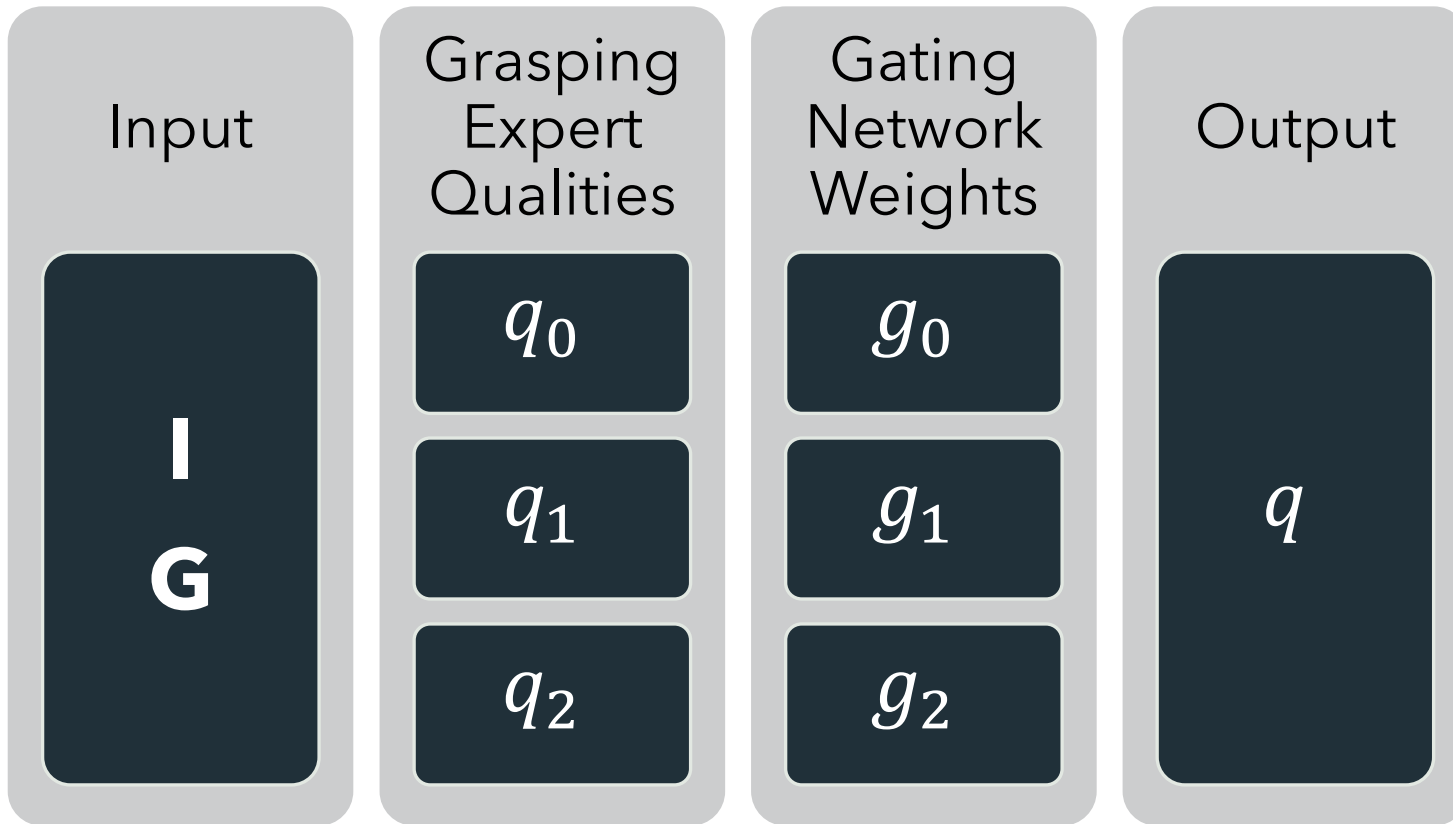 Input
I
G
Grasping
Expert
Qualities
q₀
q₁
q₂
Gating
Network
Weights
g₀
g₁
g₂
Output
q